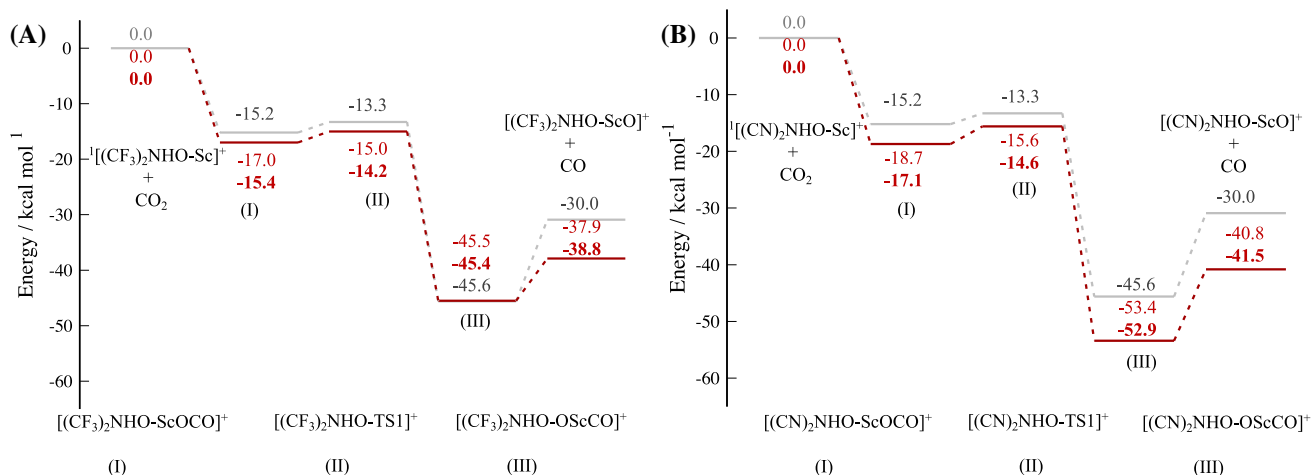 (A)
Energy / kcal mol¹
0
-10
-20
-30
-40
-50
-60
0.0
0.0
0.0
¹[(CF₃)₂NHO-Sc]⁺
+
CO₂
-15.2
-17.0
-15.4
(I)
-13.3
-15.0
-14.2
(II)
-45.5
-45.4
-45.6
(III)
[(CF₃)₂NHO-ScO]⁺
+
CO
-30.0
-37.9
-38.8
[(CF₃)₂NHO-ScOCO]⁺
[(CF₃)₂NHO-TS1]⁺
[(CF₃)₂NHO-OScCO]⁺
(I)
(II)
(III)
(B)
Energy / kcal mol⁻¹
0
-10
-20
-30
-40
-50
-60
0.0
0.0
0.0
¹[(CN)₂NHO-Sc]⁺
+
CO₂
-15.2
-18.7
-17.1
(I)
-13.3
-15.6
-14.6
(II)
-45.6
-53.4
-52.9
(III)
[(CN)₂NHO-ScO]⁺
+
CO
-30.0
-40.8
-41.5
[(CN)₂NHO-ScOCO]⁺
[(CN)₂NHO-TS1]⁺
[(CN)₂NHO-OScCO]⁺
(I)
(II)
(III)